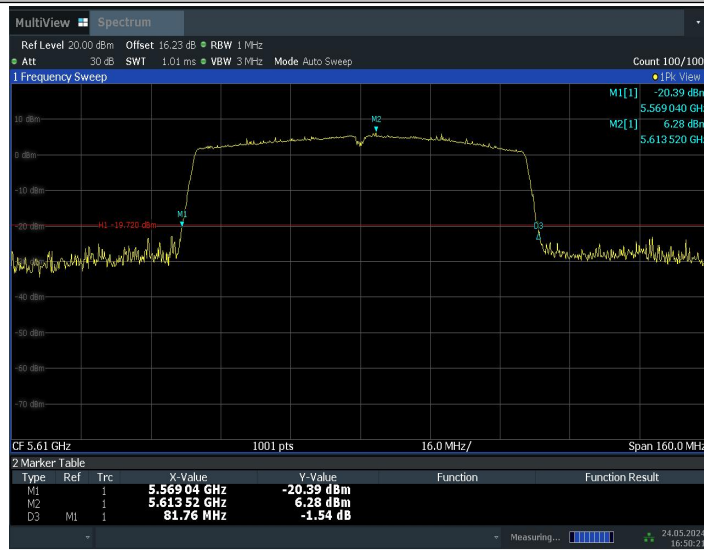 MultiView Spectrum
Ref Level 20.00 dBm Offset 16.23 dB RBW 1 MHz
Att 30 dB SWT 1.01 ms VBW 3 MHz Mode Auto Sweep Count 100/100
1 Frequency Sweep 1Pk View
M1[1] -20.39 dBm
5.569 040 GHz
M2[1] 6.28 dBm
5.613 520 GHz
10 dBm
M2
0 dBm
-10 dBm
M1
-20 dBm
H1 -19.720 dBm
D3
-40 dBm
-50 dBm
-60 dBm
-70 dBm
CF 5.61 GHz 1001 pts 16.0 MHz/ Span 160.0 MHz
2 Marker Table
Type Ref Trc X-Value Y-Value Function Function Result
M1 1 5.569 04 GHz -20.39 dBm
M2 1 5.613 52 GHz 6.28 dBm
D3 M1 1 81.76 MHz -1.54 dB
Measuring... 24.05.2024
16:50:21